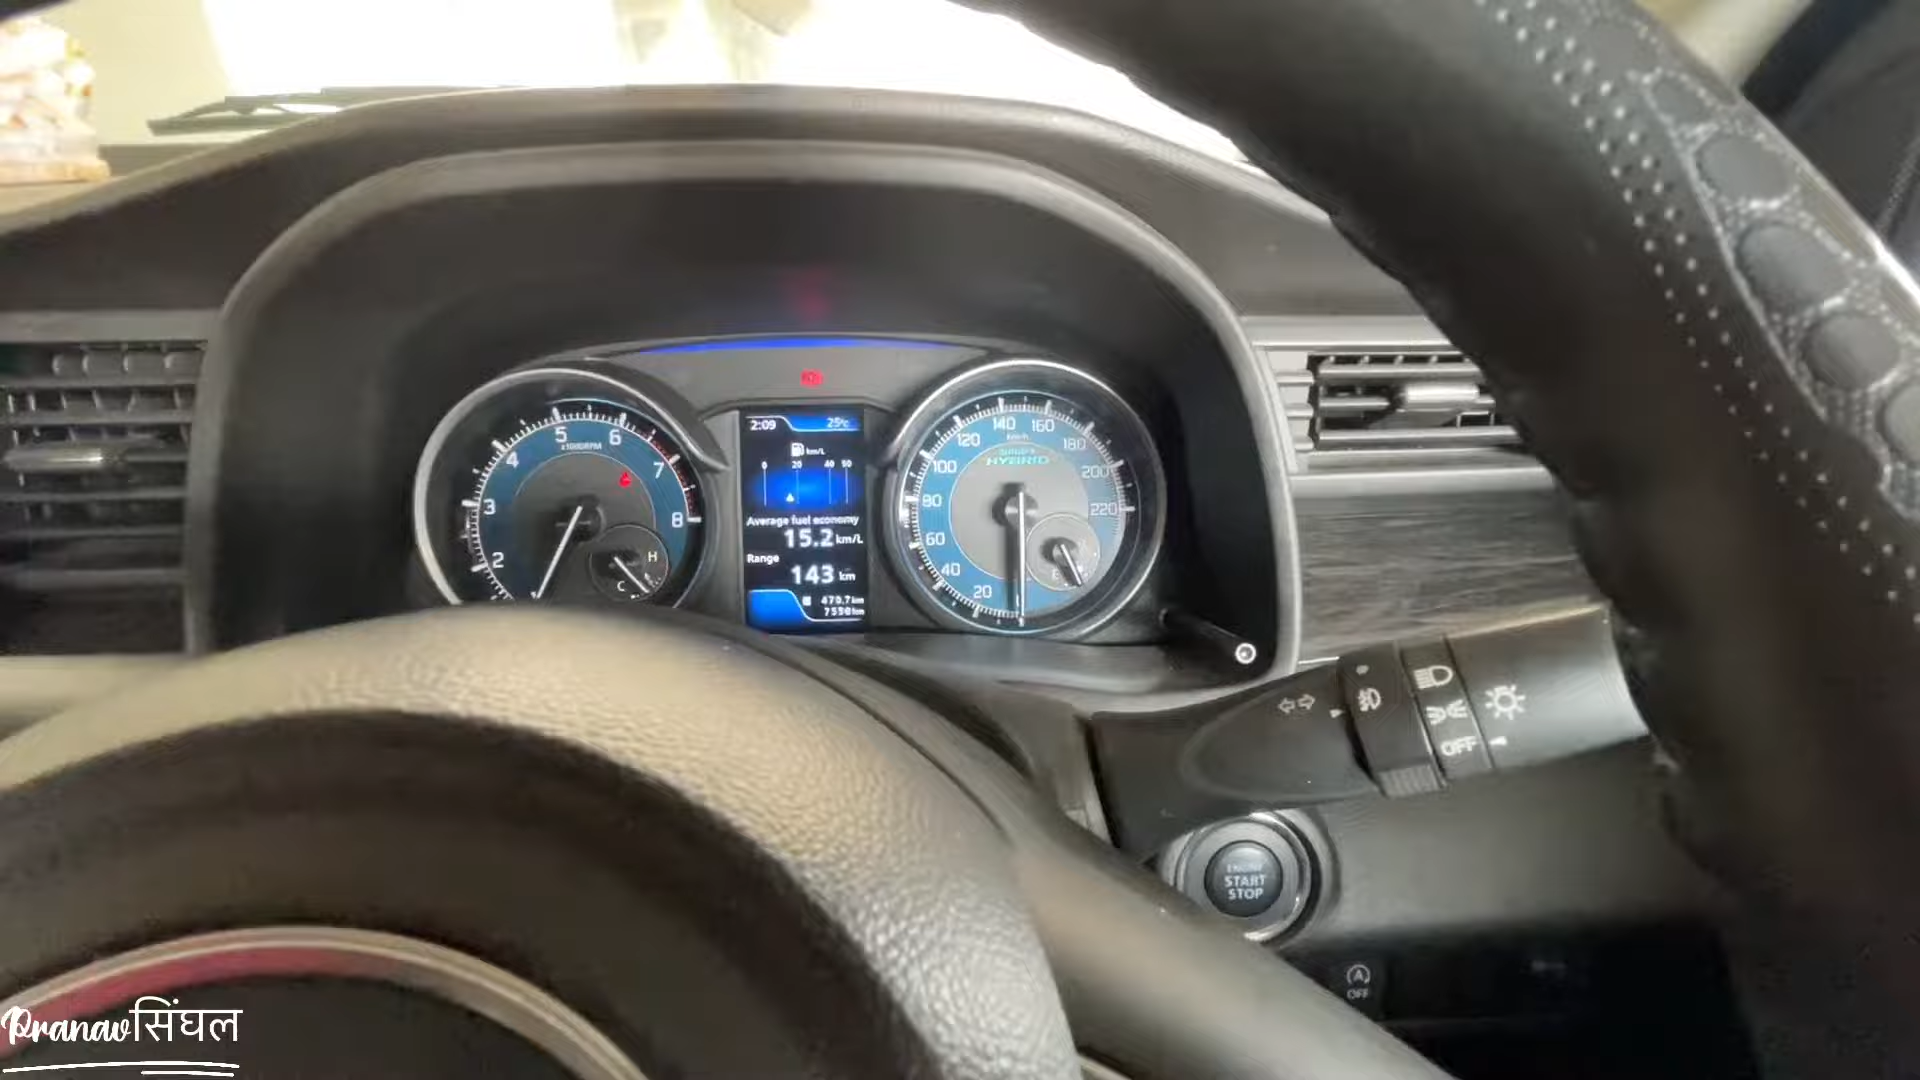 2:09
25°c
km/L
0 20 40 50
Average fuel economy
15.2 km/L
Range
143 km
470.7 km
2
3
4
5
6
7
8
x1000RPM
H
C
20
40
60
80
100
120
140
160
180
200
220
km/h
HYBRID
E
OFF
ENGINE
START
STOP
A
OFF
Pranavसिंघल